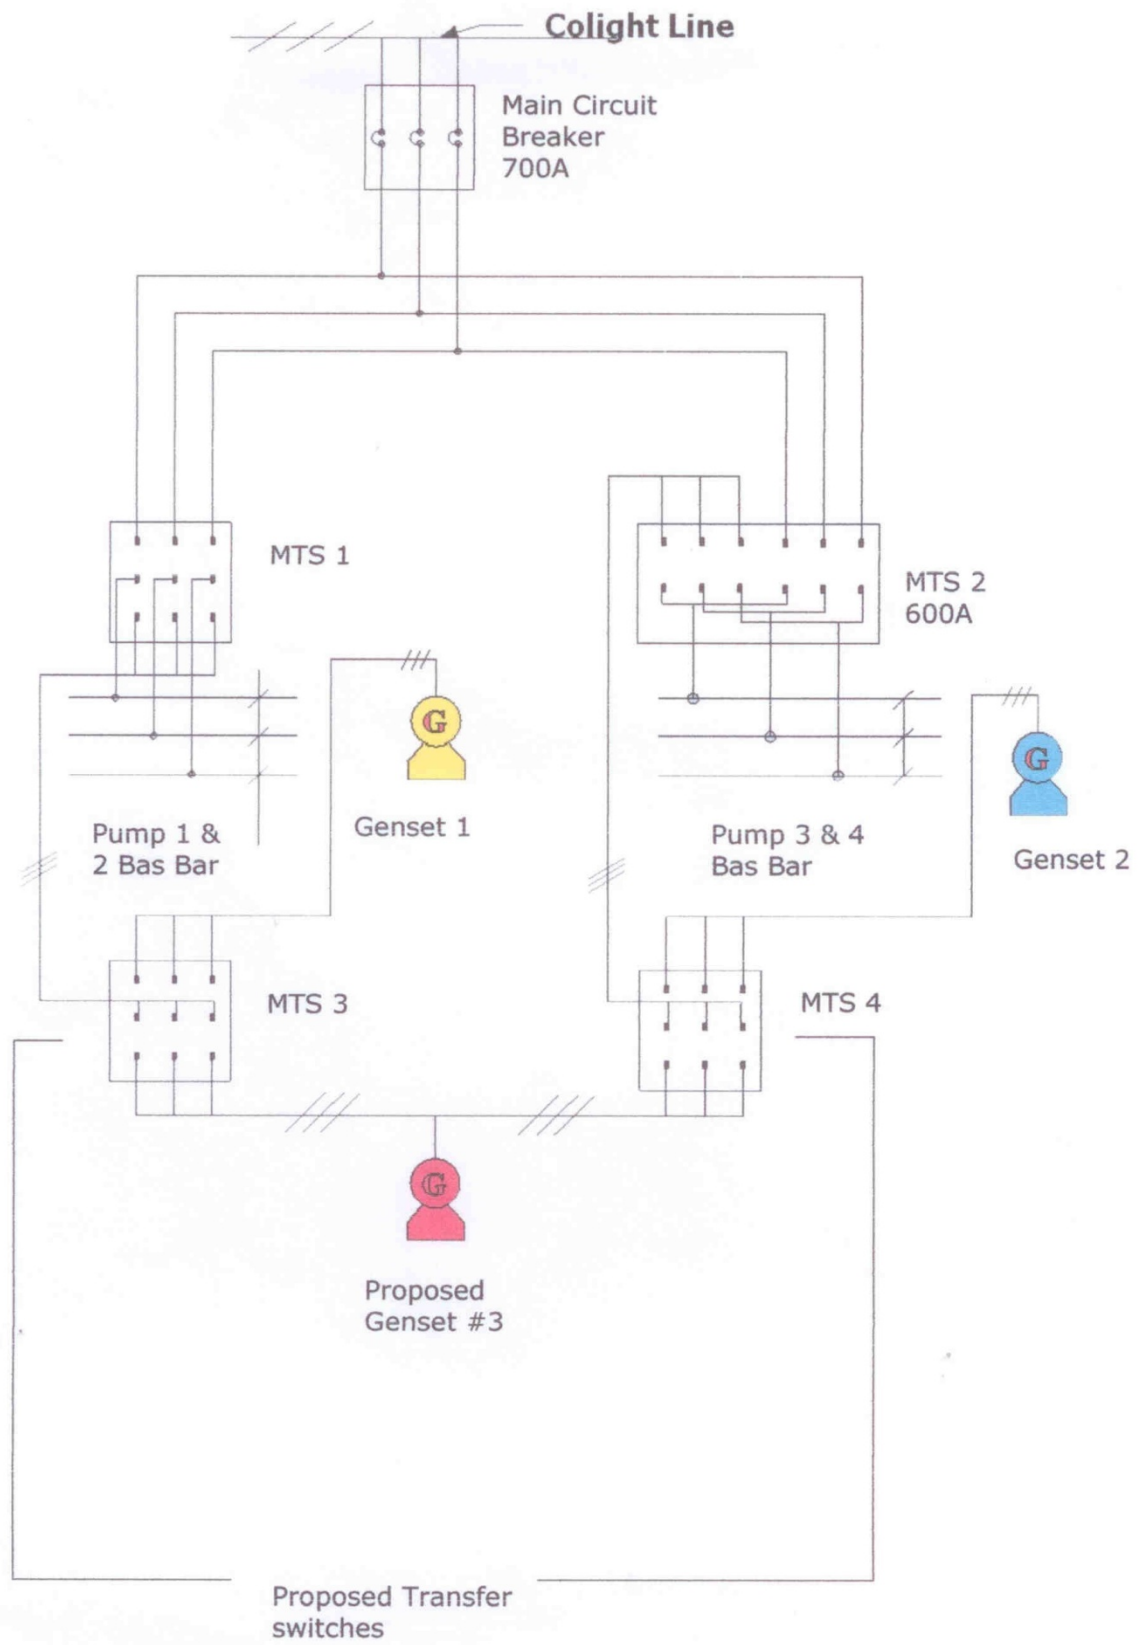 Colight Line
Main Circuit
Breaker
700A
MTS 1
MTS 2
600A
G
G
Genset 1
Pump 1 &
2 Bas Bar
Pump 3 & 4
Bas Bar
Genset 2
MTS 3
MTS 4
G
Proposed
Genset #3
Proposed Transfer
switches